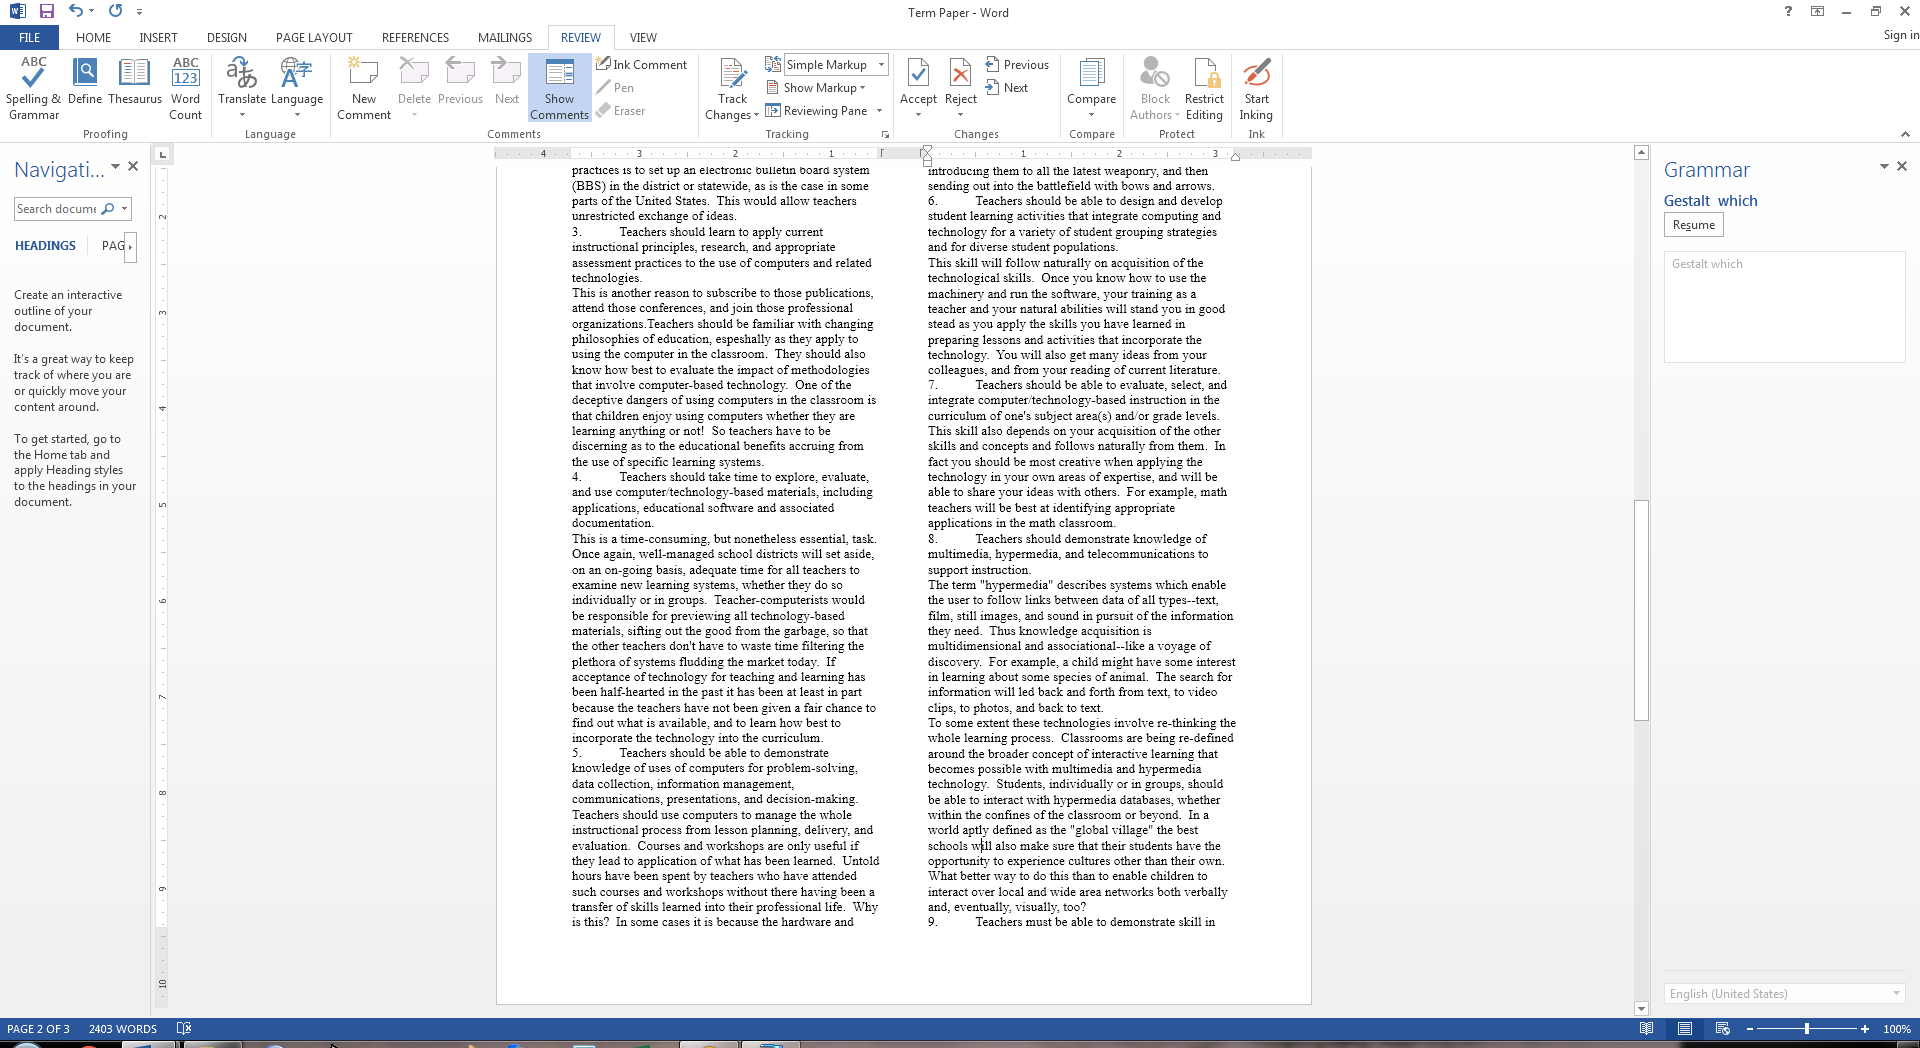 Term Paper - Word
FILE
HOME
INSERT
DESIGN
PAGE LAYOUT
REFERENCES
MAILINGS
REVIEW
VIEW
Sign in
Spelling &
Grammar
Define
Thesaurus
Word
Count
Proofing
Translate
Language
Language
New
Comment
Delete
Previous
Next
Show
Comments
Ink Comment
Pen
Eraser
Comments
Track
Changes
Simple Markup
Show Markup
Reviewing Pane
Tracking
Accept
Reject
Previous
Next
Changes
Compare
Compare
Block
Authors
Restrict
Editing
Protect
Start
Inking
Ink
Navigati...
Search docume
HEADINGS
PAG
Create an interactive
outline of your
document.
It's a great way to keep
track of where you are
or quickly move your
content around.
To get started, go to
the Home tab and
apply Heading styles
to the headings in your
document.
practices is to set up an electronic bulletin board system
(BBS) in the district or statewide, as is the case in some
parts of the United States.  This would allow teachers
unrestricted exchange of ideas.
3. Teachers should learn to apply current
instructional principles, research, and appropriate
assessment practices to the use of computers and related
technologies.
This is another reason to subscribe to those publications,
attend those conferences, and join those professional
organizations.Teachers should be familiar with changing
philosophies of education, espeshally as they apply to
using the computer in the classroom.  They should also
know how best to evaluate the impact of methodologies
that involve computer-based technology.  One of the
deceptive dangers of using computers in the classroom is
that children enjoy using computers whether they are
learning anything or not!  So teachers have to be
discerning as to the educational benefits accruing from
the use of specific learning systems.
4. Teachers should take time to explore, evaluate,
and use computer/technology-based materials, including
applications, educational software and associated
documentation.
This is a time-consuming, but nonetheless essential, task.
Once again, well-managed school districts will set aside,
on an on-going basis, adequate time for all teachers to
examine new learning systems, whether they do so
individually or in groups.  Teacher-computerists would
be responsible for previewing all technology-based
materials, sifting out the good from the garbage, so that
the other teachers don't have to waste time filtering the
plethora of systems fludding the market today.  If
acceptance of technology for teaching and learning has
been half-hearted in the past it has been at least in part
because the teachers have not been given a fair chance to
find out what is available, and to learn how best to
incorporate the technology into the curriculum.
5. Teachers should be able to demonstrate
knowledge of uses of computers for problem-solving,
data collection, information management,
communications, presentations, and decision-making.
Teachers should use computers to manage the whole
instructional process from lesson planning, delivery, and
evaluation.  Courses and workshops are only useful if
they lead to application of what has been learned.  Untold
hours have been spent by teachers who have attended
such courses and workshops without there having been a
transfer of skills learned into their professional life.  Why
is this?  In some cases it is because the hardware and
introducing them to all the latest weaponry, and then
sending out into the battlefield with bows and arrows.
6. Teachers should be able to design and develop
student learning activities that integrate computing and
technology for a variety of student grouping strategies
and for diverse student populations.
This skill will follow naturally on acquisition of the
technological skills.  Once you know how to use the
machinery and run the software, your training as a
teacher and your natural abilities will stand you in good
stead as you apply the skills you have learned in
preparing lessons and activities that incorporate the
technology.  You will also get many ideas from your
colleagues, and from your reading of current literature.
7. Teachers should be able to evaluate, select, and
integrate computer/technology-based instruction in the
curriculum of one's subject area(s) and/or grade levels.
This skill also depends on your acquisition of the other
skills and concepts and follows naturally from them.  In
fact you should be most creative when applying the
technology in your own areas of expertise, and will be
able to share your ideas with others.  For example, math
teachers will be best at identifying appropriate
applications in the math classroom.
8. Teachers should demonstrate knowledge of
multimedia, hypermedia, and telecommunications to
support instruction.
The term "hypermedia" describes systems which enable
the user to follow links between data of all types--text,
film, still images, and sound in pursuit of the information
they need.  Thus knowledge acquisition is
multidimensional and associational--like a voyage of
discovery.  For example, a child might have some interest
in learning about some species of animal.  The search for
information will led back and forth from text, to video
clips, to photos, and back to text.
To some extent these technologies involve re-thinking the
whole learning process.  Classrooms are being re-defined
around the broader concept of interactive learning that
becomes possible with multimedia and hypermedia
technology.  Students, individually or in groups, should
be able to interact with hypermedia databases, whether
within the confines of the classroom or beyond.  In a
world aptly defined as the "global village" the best
schools will also make sure that their students have the
opportunity to experience cultures other than their own.
What better way to do this than to enable children to
interact over local and wide area networks both verbally
and, eventually, visually, too?
9. Teachers must be able to demonstrate skill in
Grammar
Gestalt  which
Resume
Gestalt which
English (United States)
PAGE 2 OF 3
2403 WORDS
100%